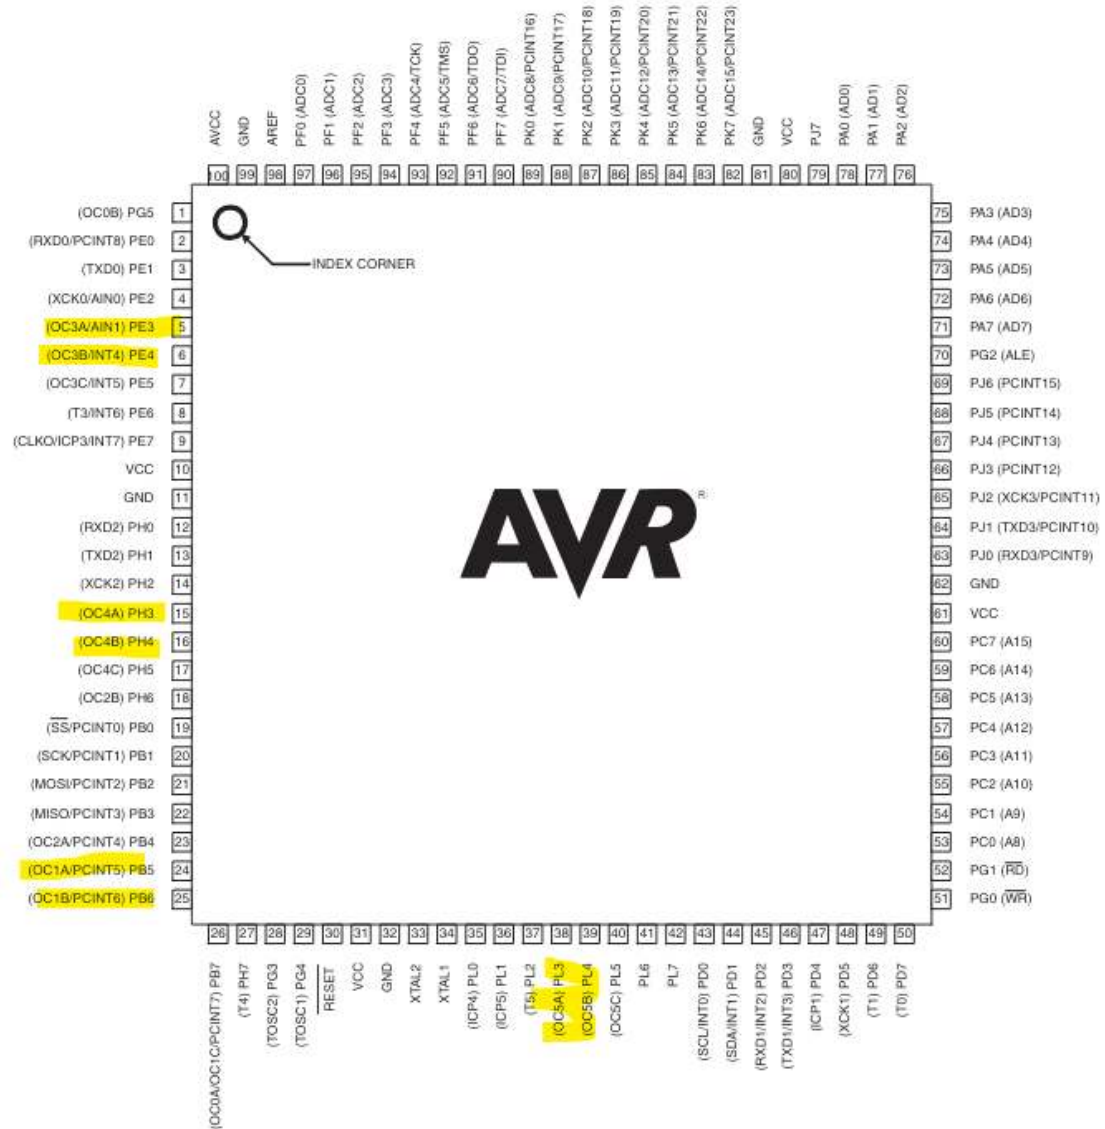 AVCC
GND
AREF
PF0 (ADC0)
PF1 (ADC1)
PF2 (ADC2)
PF3 (ADC3)
PF4 (ADC4/TCK)
PF5 (ADC5/TMS)
PF6 (ADC6/TDO)
PF7 (ADC7/TDI)
PK0 (ADC8/PCINT16)
PK1 (ADC9/PCINT17)
PK2 (ADC10/PCINT18)
PK3 (ADC11/PCINT19)
PK4 (ADC12/PCINT20)
PK5 (ADC13/PCINT21)
PK6 (ADC14/PCINT22)
PK7 (ADC15/PCINT23)
GND
VCC
PJ7
PA0 (AD0)
PA1 (AD1)
PA2 (AD2)
100 99 98 97 96 95 94 93 92 91 90 89 88 87 86 85 84 83 82 81 80 79 78 77 76
(OC0B) PG5 1
(RXD0/PCINT8) PE0 2
(TXD0) PE1 3
(XCK0/AIN0) PE2 4
(OC3A/AIN1) PE3 5
(OC3B/INT4) PE4 6
(OC3C/INT5) PE5 7
(T3/INT6) PE6 8
(CLKO/ICP3/INT7) PE7 9
VCC 10
GND 11
(RXD2) PH0 12
(TXD2) PH1 13
(XCK2) PH2 14
(OC4A) PH3 15
(OC4B) PH4 16
(OC4C) PH5 17
(OC2B) PH6 18
(SS/PCINT0) PB0 19
(SCK/PCINT1) PB1 20
(MOSI/PCINT2) PB2 21
(MISO/PCINT3) PB3 22
(OC2A/PCINT4) PB4 23
(OC1A/PCINT5) PB5 24
(OC1B/PCINT6) PB6 25
INDEX CORNER
AVR®
75 PA3 (AD3)
74 PA4 (AD4)
73 PA5 (AD5)
72 PA6 (AD6)
71 PA7 (AD7)
70 PG2 (ALE)
69 PJ6 (PCINT15)
68 PJ5 (PCINT14)
67 PJ4 (PCINT13)
66 PJ3 (PCINT12)
65 PJ2 (XCK3/PCINT11)
64 PJ1 (TXD3/PCINT10)
63 PJ0 (RXD3/PCINT9)
62 GND
61 VCC
60 PC7 (A15)
59 PC6 (A14)
58 PC5 (A13)
57 PC4 (A12)
56 PC3 (A11)
55 PC2 (A10)
54 PC1 (A9)
53 PC0 (A8)
52 PG1 (RD)
51 PG0 (WR)
26 27 28 29 30 31 32 33 34 35 36 37 38 39 40 41 42 43 44 45 46 47 48 49 50
(OC0A/OC1C/PCINT7) PB7
(T4) PH7
(TOSC2) PG3
(TOSC1) PG4
RESET
VCC
GND
XTAL2
XTAL1
(ICP4) PL0
(ICP5) PL1
(T5) PL2
(OC5A) PL3
(OC5B) PL4
(OC5C) PL5
PL6
PL7
(SCL/INT0) PD0
(SDA/INT1) PD1
(RXD1/INT2) PD2
(TXD1/INT3) PD3
(ICP1) PD4
(XCK1) PD5
(T1) PD6
(T0) PD7